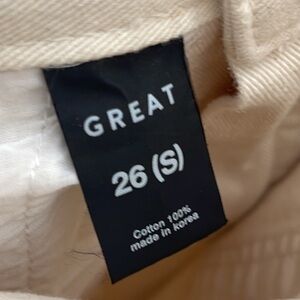 GREAT
26 (S)
Cotton 100%
made in korea